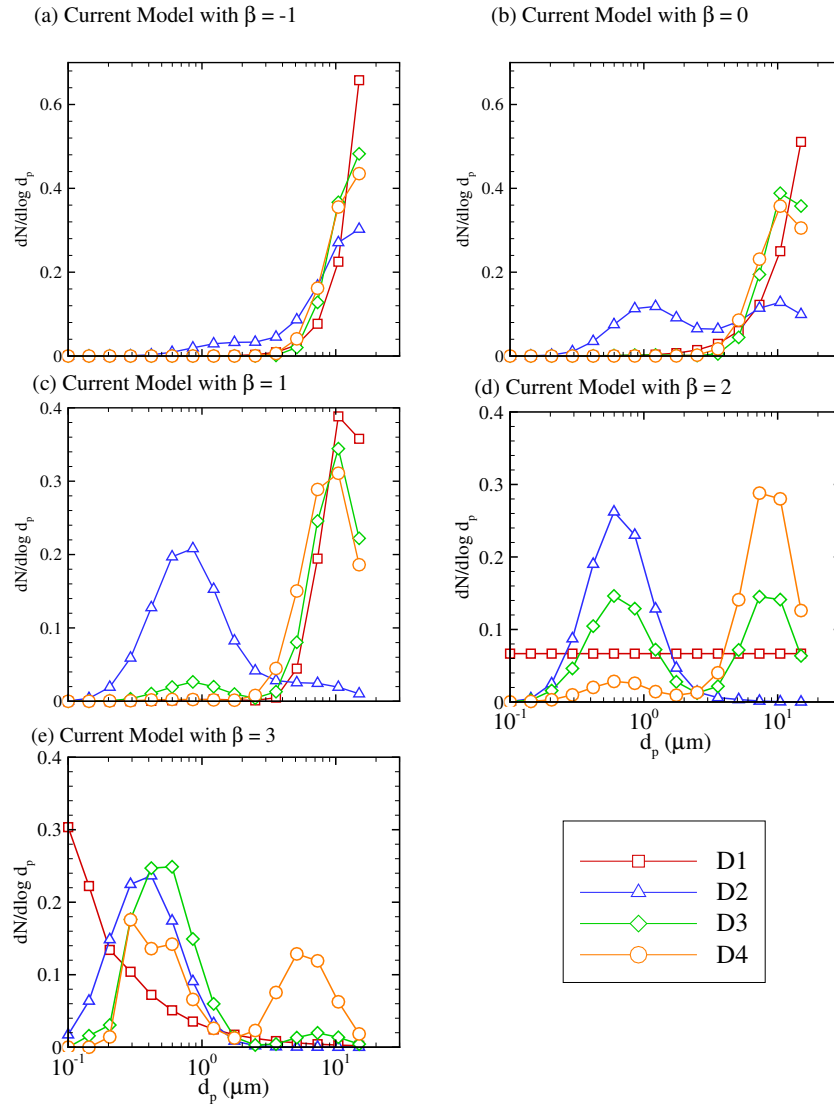 (a) Current Model with β = -1
(b) Current Model with β = 0
0.6
0.4
0.2
0
dN/dlog d_p
0.6
0.4
0.2
0
dN/dlog d_p
(c) Current Model with β = 1
(d) Current Model with β = 2
0.4
0.3
0.2
0.1
0
dN/dlog d_p
0.4
0.3
0.2
0.1
0
dN/dlog d_p
10^-1 10^0 10^1
d_p (μm)
(e) Current Model with β = 3
0.4
0.3
0.2
0.1
0
dN/dlog d_p
10^-1 10^0 10^1
d_p (μm)
D1
D2
D3
D4